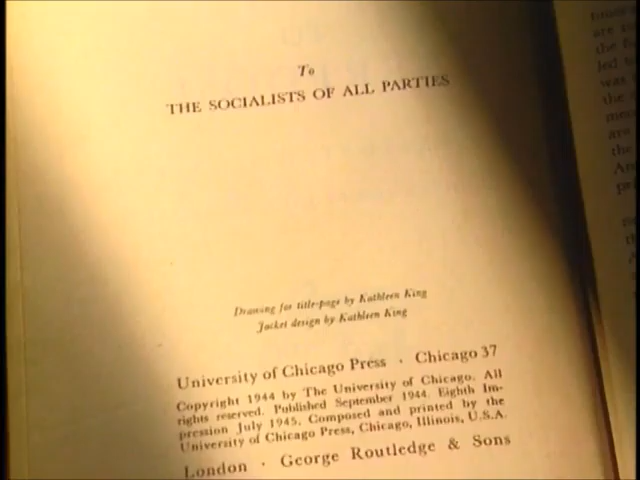 To
THE SOCIALISTS OF ALL PARTIES
Drawing for title-page by Kathleen King
Jacket design by Kathleen King
University of Chicago Press · Chicago 37
Copyright 1944 by The University of Chicago. All
rights reserved. Published September 1944. Eighth Im-
pression July 1945. Composed and printed by the
University of Chicago Press, Chicago, Illinois, U.S.A.
London · George Routledge & Sons